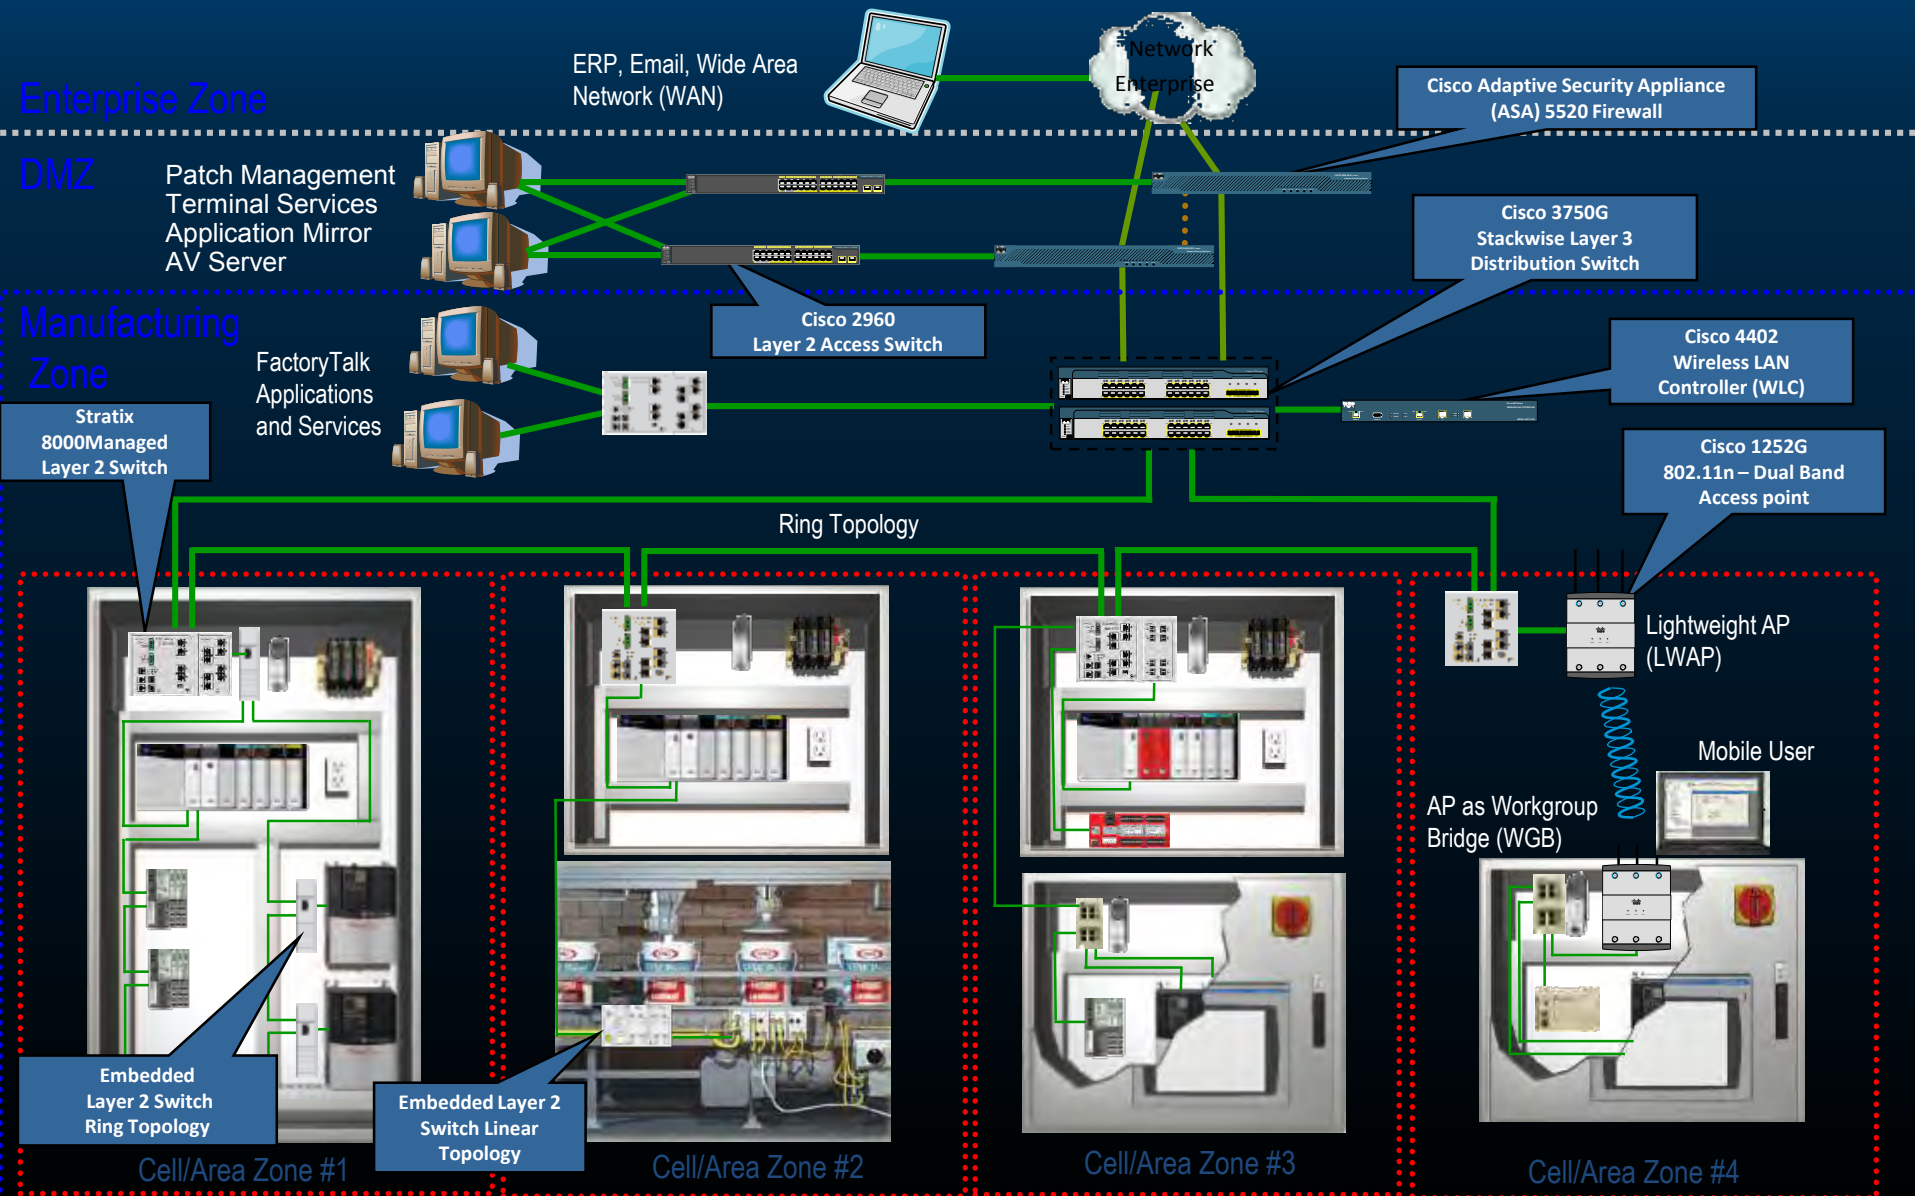 ERP, Email, Wide Area
Network (WAN)
Network
Enterprise
Enterprise Zone
Cisco Adaptive Security Appliance
(ASA) 5520 Firewall
DMZ
Patch Management
Terminal Services
Application Mirror
AV Server
Cisco 3750G
Stackwise Layer 3
Distribution Switch
Manufacturing
Zone
Cisco 2960
Layer 2 Access Switch
Cisco 4402
Wireless LAN
Controller (WLC)
FactoryTalk
Applications
and Services
Stratix
8000Managed
Layer 2 Switch
Cisco 1252G
802.11n – Dual Band
Access point
Ring Topology
Lightweight AP
(LWAP)
Mobile User
AP as Workgroup
Bridge (WGB)
Embedded
Layer 2 Switch
Ring Topology
Embedded Layer 2
Switch Linear
Topology
Cell/Area Zone #1
Cell/Area Zone #2
Cell/Area Zone #3
Cell/Area Zone #4